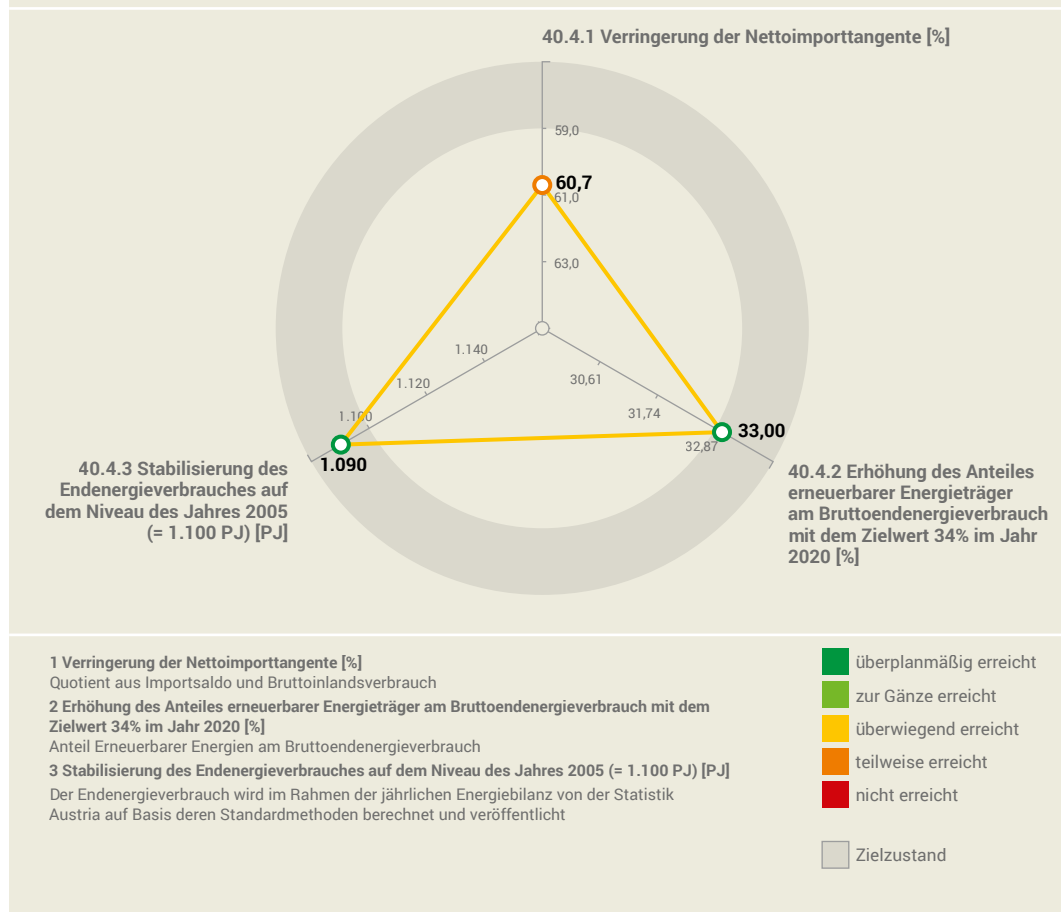 40.4.1 Verringerung der Nettoimporttangente [%]
59,0
60,7
61,0
63,0
1.140
1.120
1.100
1.090
30,61
31,74
32,87
33,00
40.4.3 Stabilisierung des
Endenergieverbrauches auf
dem Niveau des Jahres 2005
(= 1.100 PJ) [PJ]
40.4.2 Erhöhung des Anteiles
erneuerbarer Energieträger
am Bruttoendenergieverbrauch
mit dem Zielwert 34% im Jahr
2020 [%]
1 Verringerung der Nettoimporttangente [%]
Quotient aus Importsaldo und Bruttoinlandsverbrauch
2 Erhöhung des Anteiles erneuerbarer Energieträger am Bruttoendenergieverbrauch mit dem
Zielwert 34% im Jahr 2020 [%]
Anteil Erneuerbarer Energien am Bruttoendenergieverbrauch
3 Stabilisierung des Endenergieverbrauches auf dem Niveau des Jahres 2005 (= 1.100 PJ) [PJ]
Der Endenergieverbrauch wird im Rahmen der jährlichen Energiebilanz von der Statistik
Austria auf Basis deren Standardmethoden berechnet und veröffentlicht
überplanmäßig erreicht
zur Gänze erreicht
überwiegend erreicht
teilweise erreicht
nicht erreicht
Zielzustand